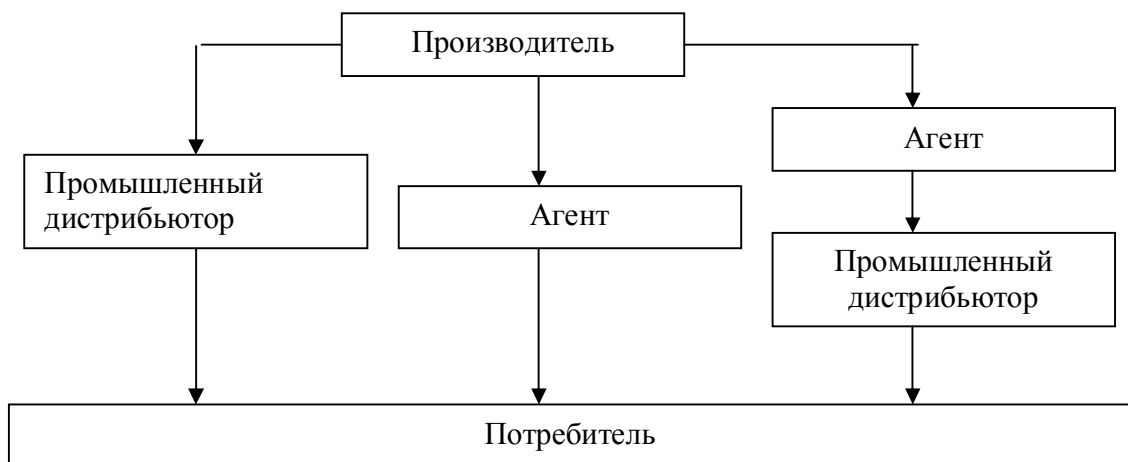 Производитель
Агент
Промышленный
дистрибьютор
Агент
Промышленный
дистрибьютор
Потребитель